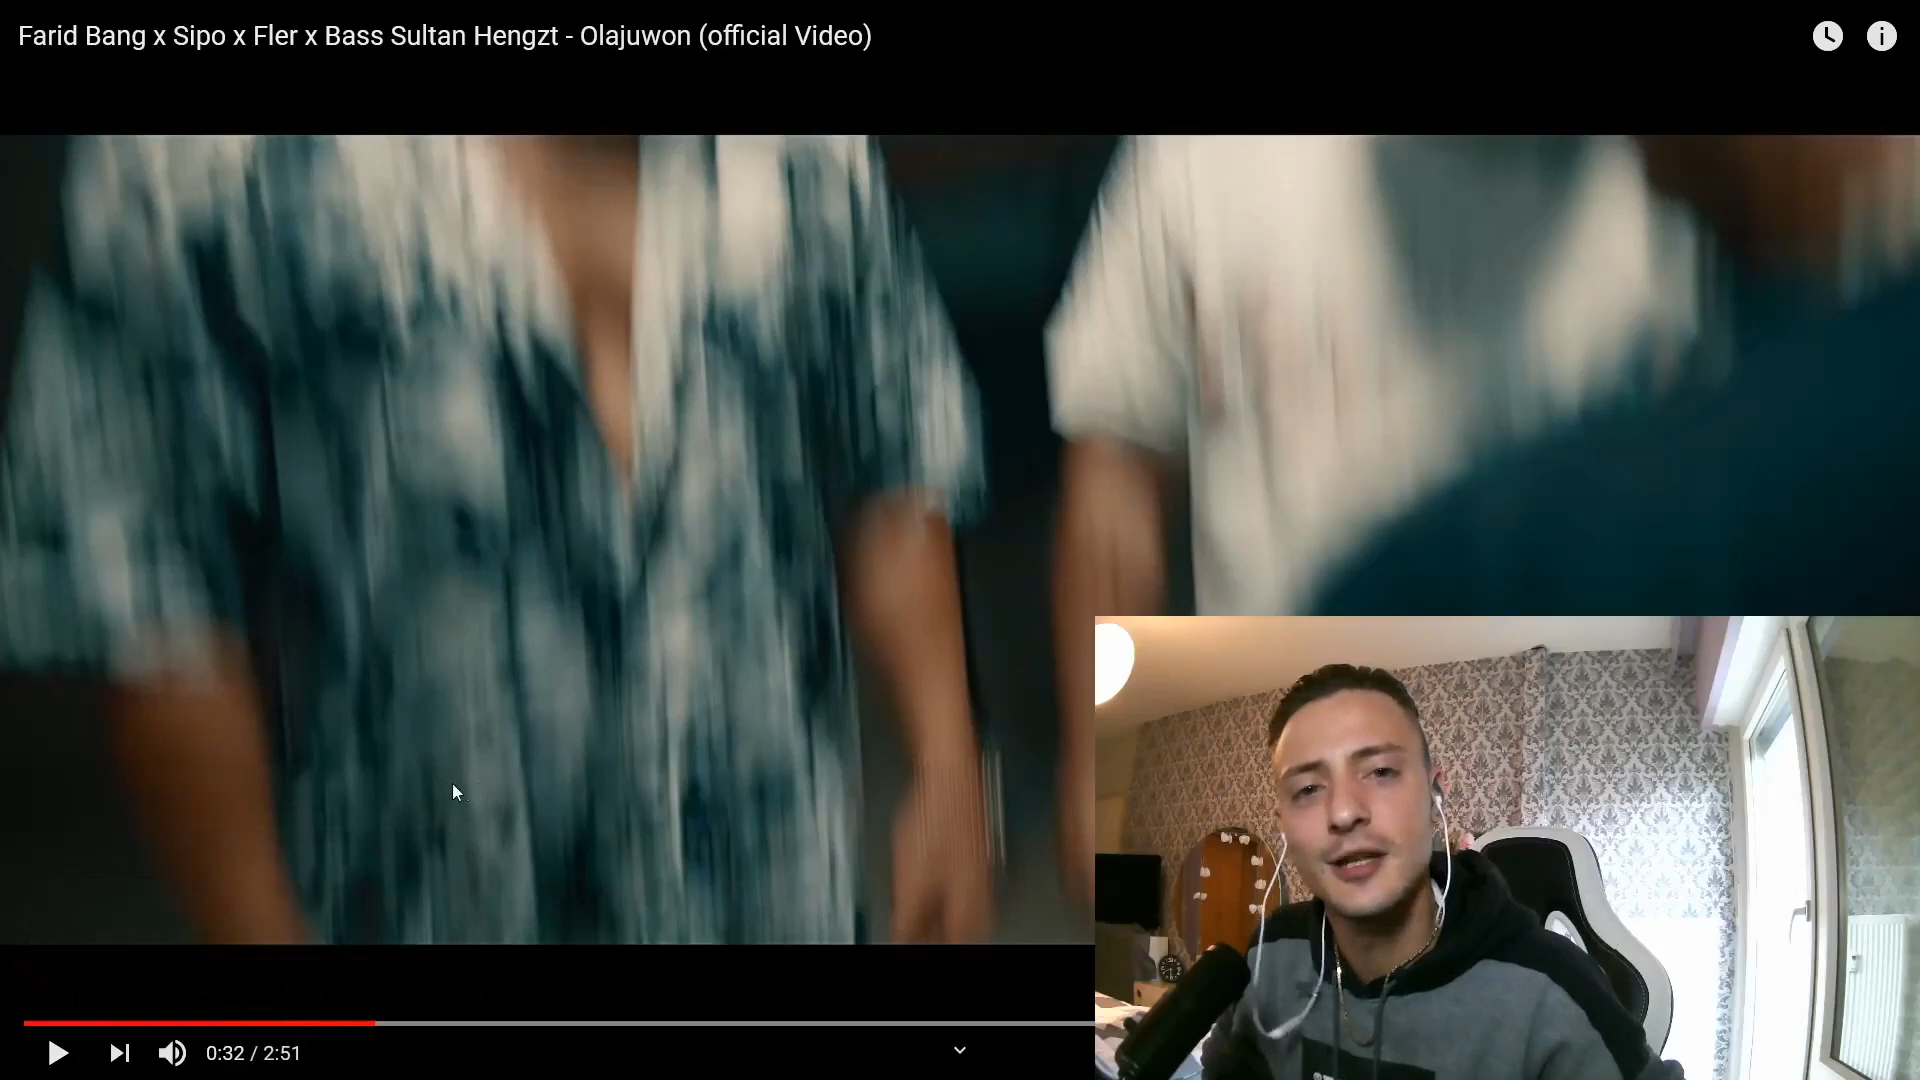 Farid Bang x Sipo x Fler x Bass Sultan Hengzt - Olajuwon (official Video)
0:32 / 2:51